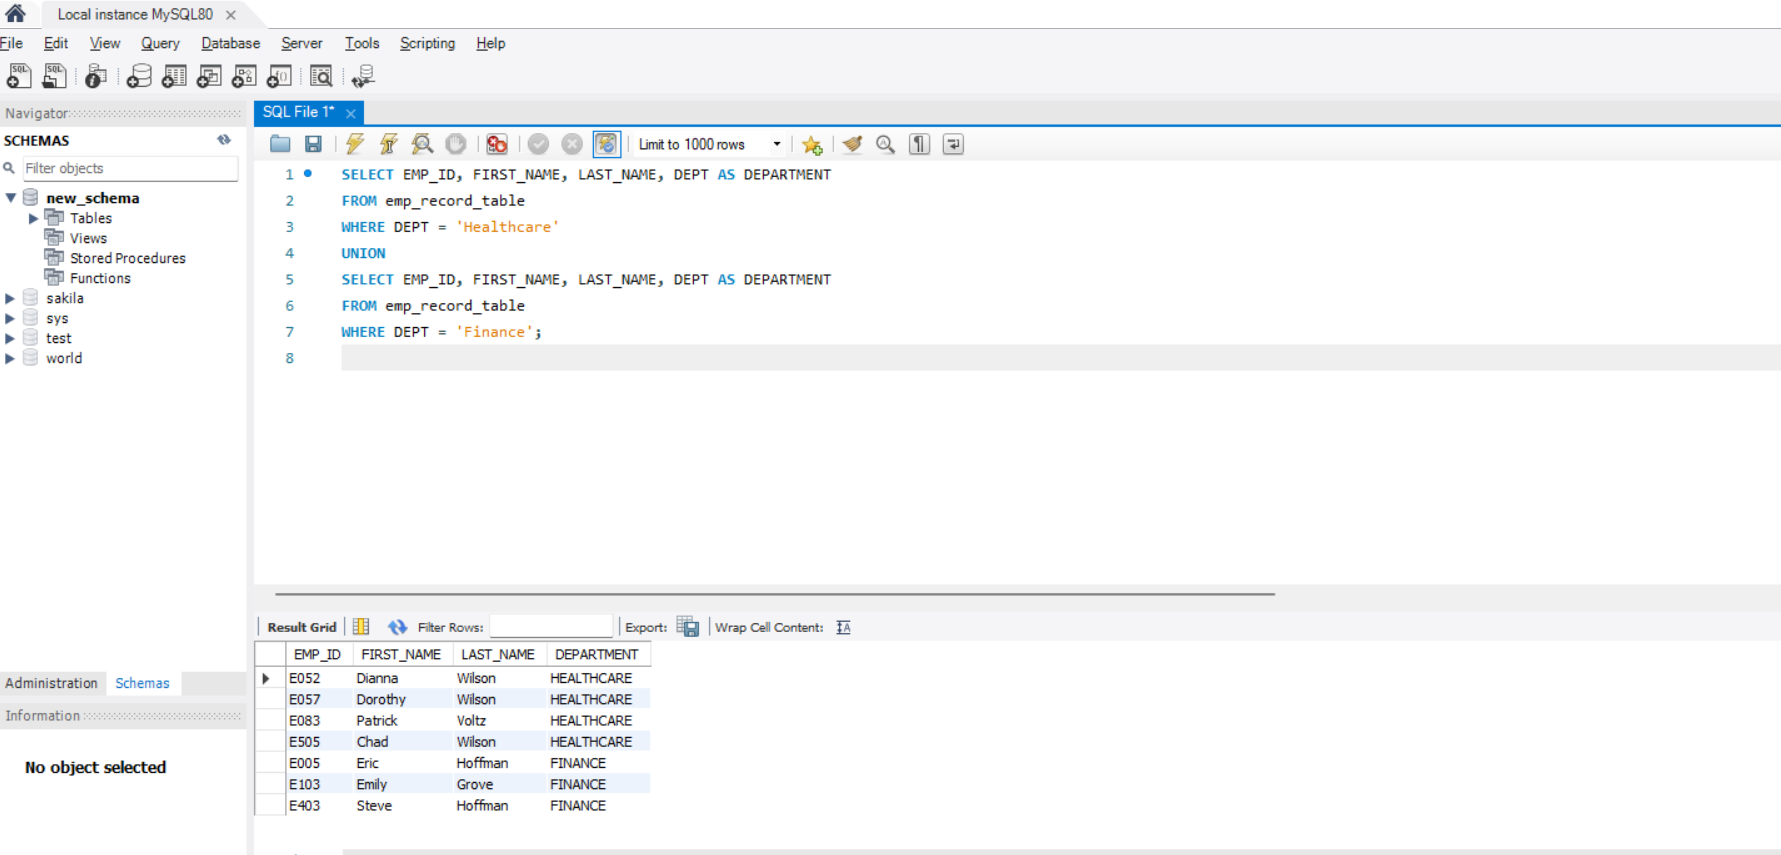 Local instance MySQL80
File Edit View Query Database Server Tools Scripting Help
Navigator
SCHEMAS
Filter objects
new_schema
Tables
Views
Stored Procedures
Functions
sakila
sys
test
world
Administration Schemas
Information
No object selected
SQL File 1*
Limit to 1000 rows
1 SELECT EMP_ID, FIRST_NAME, LAST_NAME, DEPT AS DEPARTMENT
2 FROM emp_record_table
3 WHERE DEPT = 'Healthcare'
4 UNION
5 SELECT EMP_ID, FIRST_NAME, LAST_NAME, DEPT AS DEPARTMENT
6 FROM emp_record_table
7 WHERE DEPT = 'Finance';
8
Result Grid Filter Rows: Export: Wrap Cell Content:
EMP_ID FIRST_NAME LAST_NAME DEPARTMENT
E052 Dianna Wilson HEALTHCARE
E057 Dorothy Wilson HEALTHCARE
E083 Patrick Voltz HEALTHCARE
E505 Chad Wilson HEALTHCARE
E005 Eric Hoffman FINANCE
E103 Emily Grove FINANCE
E403 Steve Hoffman FINANCE